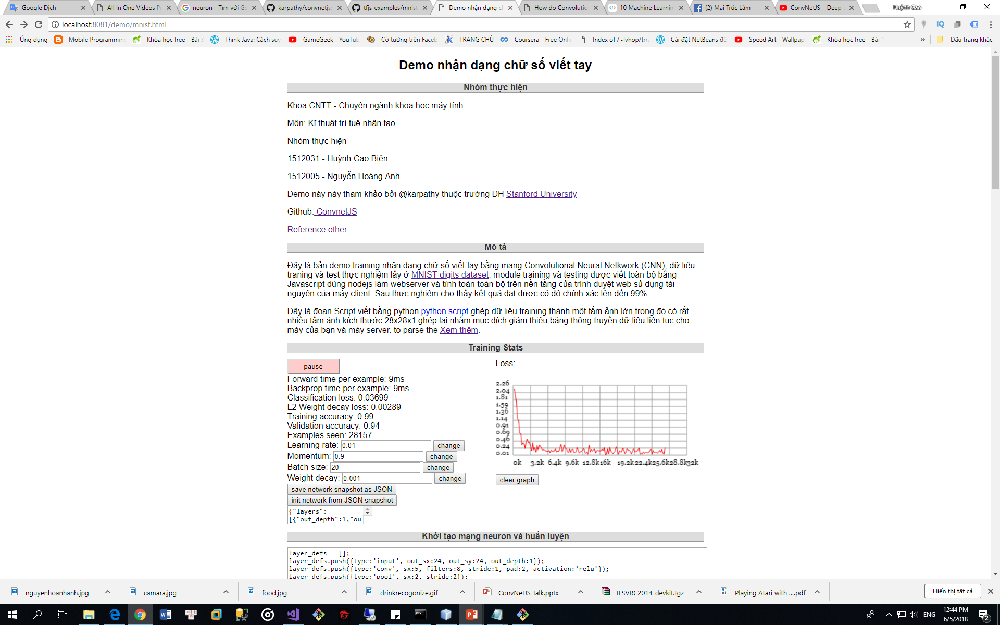 Google Dịch
All In One Videos P
neuron - Tìm với Go
karpathy/convnetjs
tfjs-examples/mnist
Demo nhận dạng ch
How do Convolution
10 Machine Learnin
(2) Mai Trúc Lâm
ConvNetJS – Deep
Huỳnh Cao
localhost:8081/demo/mnist.html
Ứng dụng
Mobile Programming
Khóa học free - Bài 3
Think Java: Cách suy
GameGeek - YouTub
Cờ tướng trên Faceb
TRANG CHỦ
Coursera - Free Onli
Index of /~lvhop/trr
Cài đặt NetBeans để
Speed Art - Wallpap
Khóa học free - Bài 1
Dấu trang khác
Demo nhận dạng chữ số viết tay
Nhóm thực hiện
Khoa CNTT - Chuyên ngành khoa học máy tính
Môn: Kĩ thuật trí tuệ nhân tạo
Nhóm thực hiện
1512031 - Huỳnh Cao Biên
1512005 - Nguyễn Hoàng Anh
Demo này này tham khảo bởi @karpathy thuộc trường ĐH Stanford University
Github: ConvnetJS
Reference other
Mô tả
Đây là bản demo training nhận dạng chữ số viết tay bằng mạng Convolutional Neural Netkwork (CNN), dữ liệu
traning và test thực nghiệm lấy ở MNIST digits dataset, module training và testing được viết toàn bộ bằng
Javascript dùng nodejs làm webserver và tính toán toàn bộ trên nền tằng của trình duyệt web sủ dụng tài
nguyên của máy client. Sau thực nghiệm cho thấy kết quả đạt được có độ chính xác lên đến 99%.
Đây là đoạn Script viết bằng python python script ghép dữ liệu training thành một tấm ảnh lớn trong đó có rất
nhiều tấm ảnh kích thước 28x28x1 ghép lại nhằm mục đích giảm thiểu băng thông truyền dữ liệu liên tục cho
máy của bạn và máy server. to parse the Xem thêm.
Training Stats
pause
Forward time per example: 9ms
Backprop time per example: 9ms
Classification loss: 0.03699
L2 Weight decay loss: 0.00289
Training accuracy: 0.99
Validation accuracy: 0.94
Examples seen: 28157
Learning rate: 0.01 change
Momentum: 0.9 change
Batch size: 20 change
Weight decay: 0.001 change
save network snapshot as JSON
init network from JSON snapshot
{"layers":
[{"out_depth":1,"ou
Loss:
2.26
2.04
1.81
1.59
1.36
1.14
0.91
0.69
0.46
0.24
0.01
0k 3.2k 6.4k 9.6k 12.8k 16k 19.2k 22.4k 25.6k 28.8k 32k
clear graph
Khởi tạo mạng neuron và huấn luyện
layer_defs = [];
layer_defs.push({type:'input', out_sx:24, out_sy:24, out_depth:1});
layer_defs.push({type:'conv', sx:5, filters:8, stride:1, pad:2, activation:'relu'});
layer_defs.push({type:'pool', sx:2, stride:2});
nguyenhoanhanh.jpg
camara.jpg
food.jpg
drinkrecogonize.gif
ConvNetJS Talk.pptx
ILSVRC2014_devkit.tgz
Playing Atari with ....pdf
Hiển thị tất cả
ENG
12:44 PM
6/5/2018
2